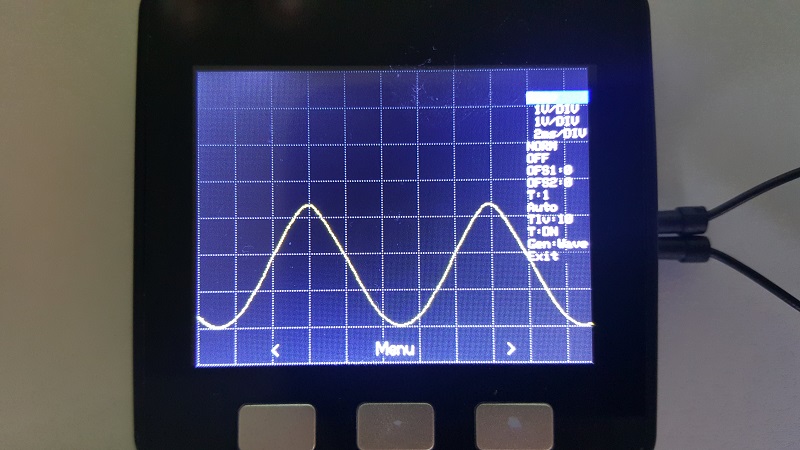 1V/DIV
1V/DIV
2ms/DIV
NORM
OFF
OFS1:0
OFS2:0
T:1
Auto
Tlv:10
T:ON
Gen:Wave
Exit
< Menu >